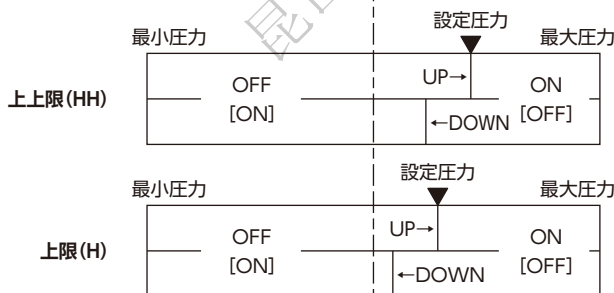 設定圧力
最小圧力 最大圧力
UP→
OFF ON
上上限(HH)
[ON] ←DOWN [OFF]
設定圧力
最小圧力 最大圧力
UP→
OFF ON
上限(H)
[ON] ←DOWN [OFF]